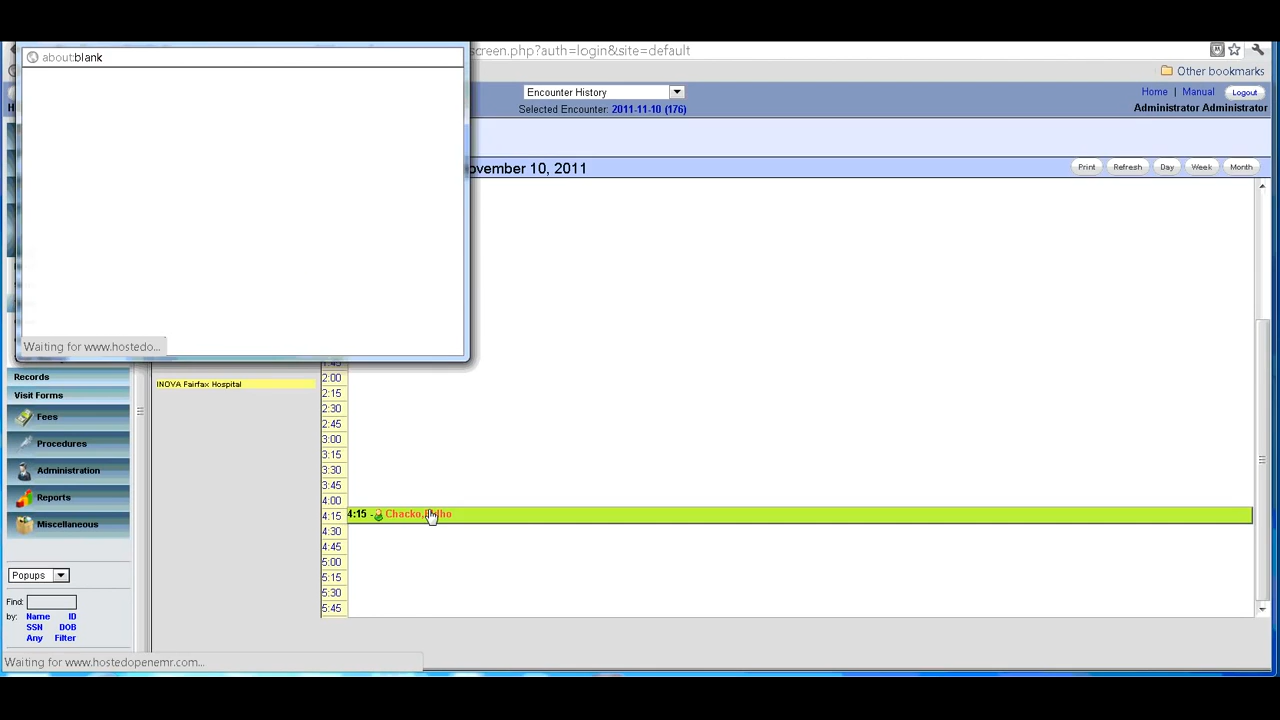 about:blank
screen.php?auth=login&site=default
Other bookmarks
Encounter History
Home | Manual Logout
Selected Encounter: 2011-11-10 (176)
Administrator Administrator
ovember 10, 2011
Print Refresh Day Week Month
Waiting for www.hostedo...
1:45
Records
2:00
INOVA Fairfax Hospital
2:15
Visit Forms
2:30
Fees
2:45
3:00
Procedures
3:15
3:30
Administration
3:45
Reports
4:00
4:15
4:15 - Chacko,
Miscellaneous
4:30
4:45
5:00
Popups
5:15
5:30
Find:
5:45
by: Name ID
SSN DOB
Any Filter
Waiting for www.hostedopenemr.com...